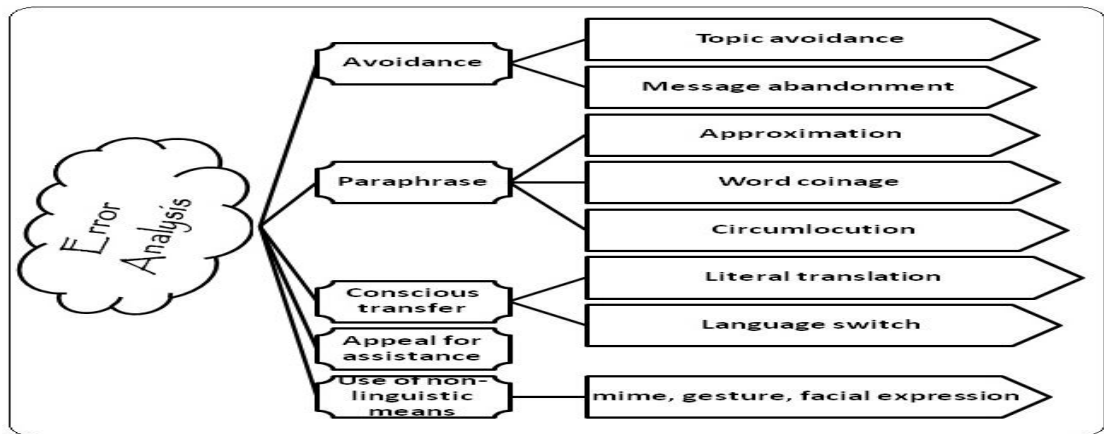 Error
Analysis
Avoidance
Topic avoidance
Message abandonment
Paraphrase
Approximation
Word coinage
Circumlocution
Conscious
transfer
Literal translation
Language switch
Appeal for
assistance
Use of non-
linguistic
means
mime, gesture, facial expression